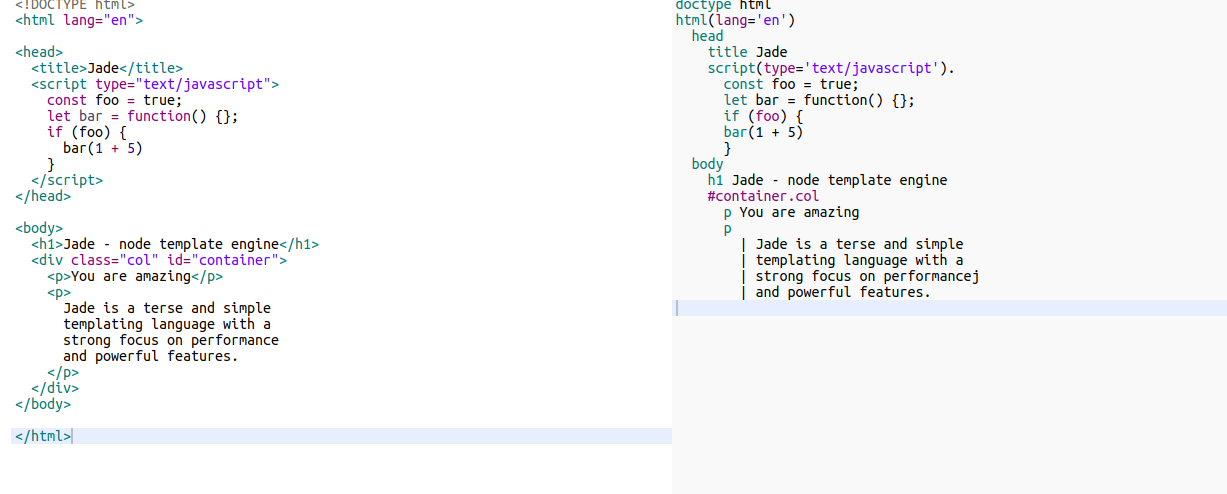 <!DOCTYPE html>
<html lang="en">
<head>
<title>Jade</title>
<script type="text/javascript">
const foo = true;
let bar = function() {};
if (foo) {
bar(1 + 5)
}
</script>
</head>
<body>
<h1>Jade - node template engine</h1>
<div class="col" id="container">
<p>You are amazing</p>
<p>
Jade is a terse and simple
templating language with a
strong focus on performance
and powerful features.
</p>
</div>
</body>
</html>
doctype html
html(lang='en')
head
title Jade
script(type='text/javascript').
const foo = true;
let bar = function() {};
if (foo) {
bar(1 + 5)
}
body
h1 Jade - node template engine
#container.col
p You are amazing
p
| Jade is a terse and simple
| templating language with a
| strong focus on performancej
| and powerful features.